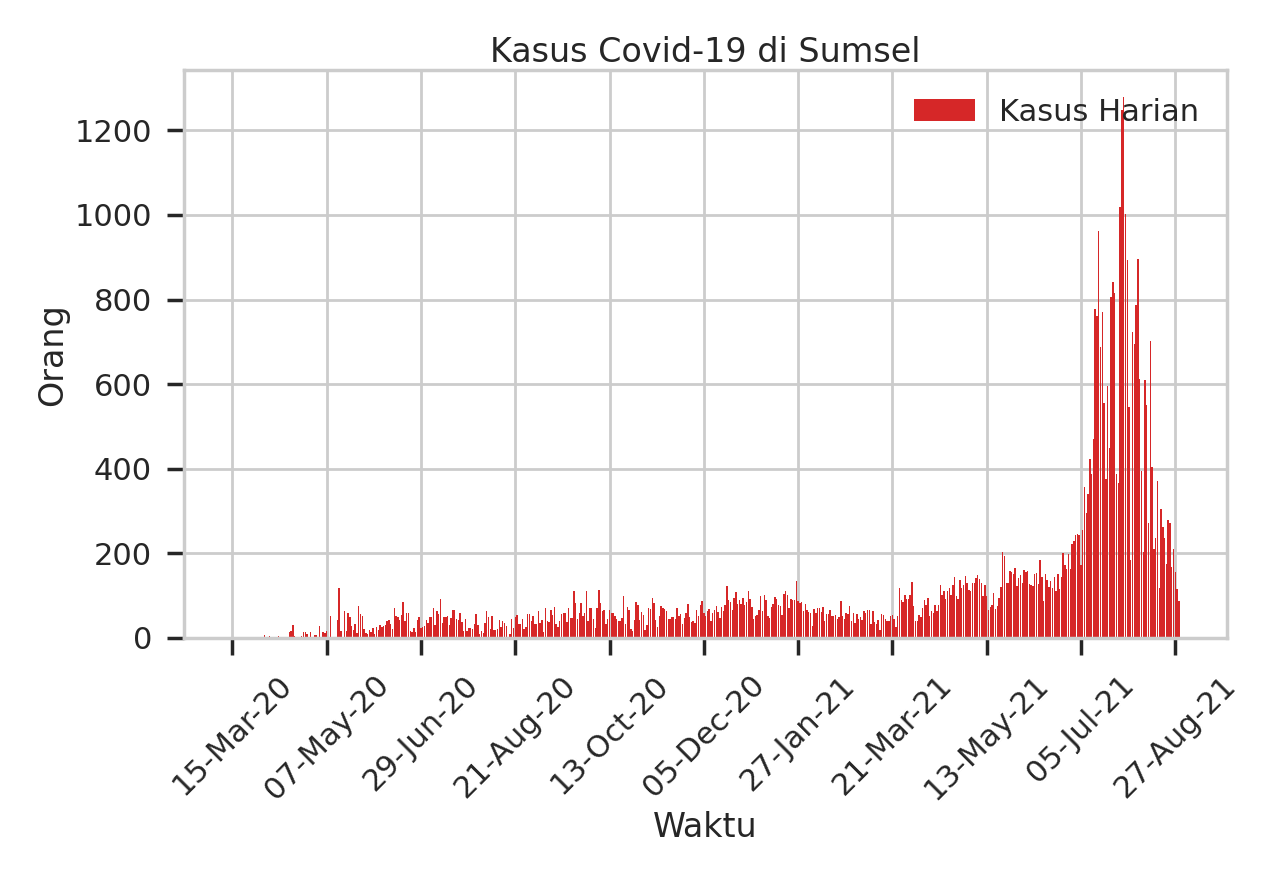 Kasus Covid-19 di Sumsel
Kasus Harian
1200
1000
800
600
400
200
0
Orang
15-Mar-20
07-May-20
29-Jun-20
21-Aug-20
13-Oct-20
05-Dec-20
27-Jan-21
21-Mar-21
13-May-21
05-Jul-21
27-Aug-21
Waktu